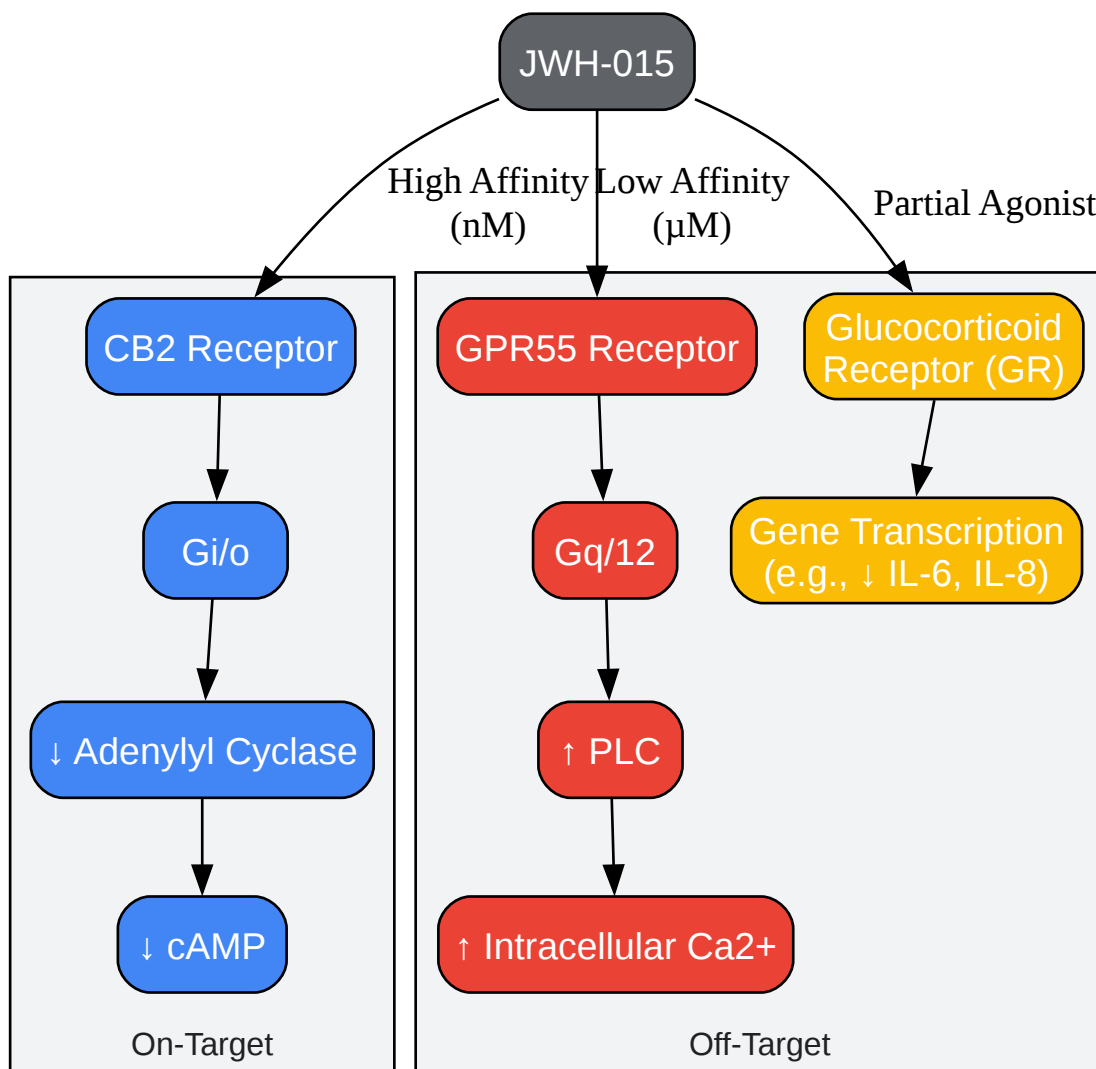 JWH-015
High Affinity
(nM)
Low Affinity
(µM)
Partial Agonist
CB2 Receptor
GPR55 Receptor
Glucocorticoid
Receptor (GR)
Gi/o
Gq/12
Gene Transcription
(e.g., ↓ IL-6, IL-8)
↓ Adenylyl Cyclase
↑ PLC
↓ cAMP
↑ Intracellular Ca2+
On-Target
Off-Target